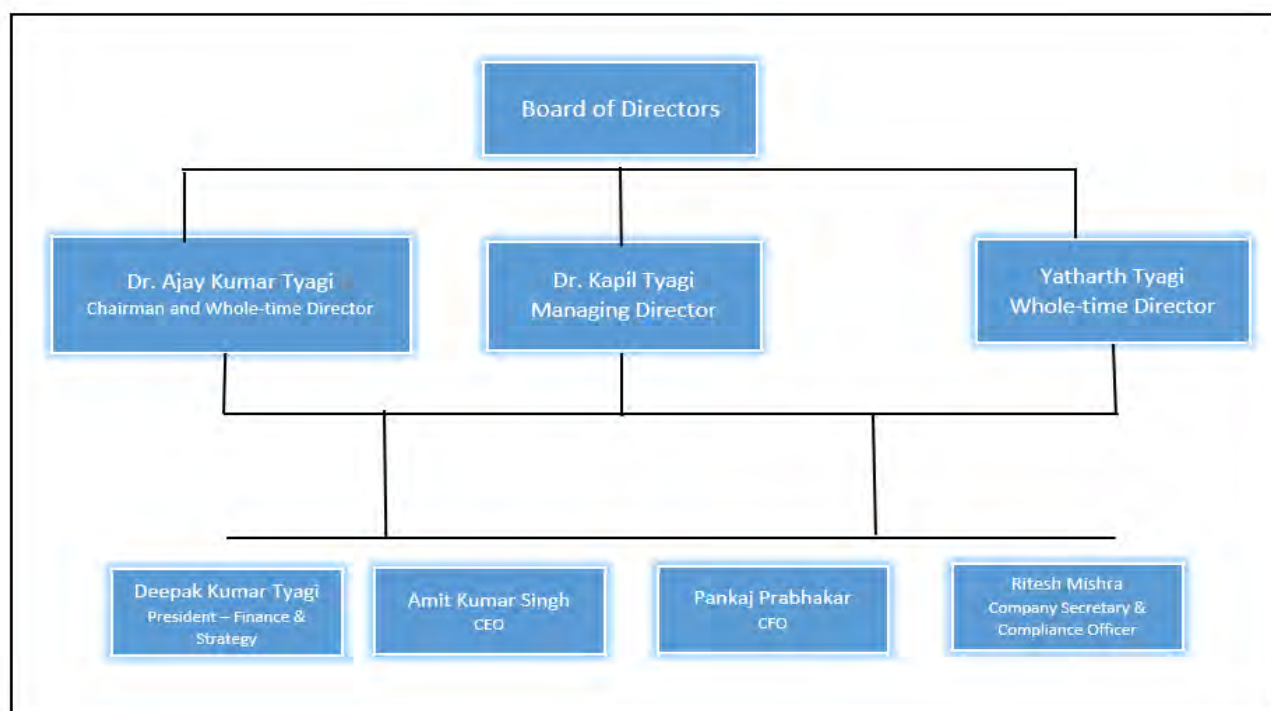 Board of Directors
Dr. Ajay Kumar Tyagi
Chairman and Whole-time Director
Dr. Kapil Tyagi
Managing Director
Yatharth Tyagi
Whole-time Director
Deepak Kumar Tyagi
President – Finance &
Strategy
Amit Kumar Singh
CEO
Pankaj Prabhakar
CFO
Ritesh Mishra
Company Secretary &
Compliance Officer